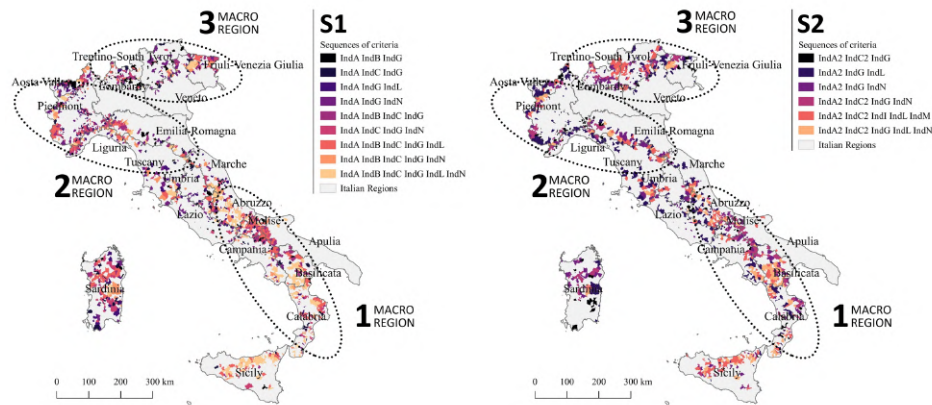 3 MACRO
REGION
S1
Sequences of criteria
IndA IndB IndG
IndA IndC IndG
IndA IndG IndL
IndA IndG IndN
IndA IndB IndC IndG
IndA IndC IndG IndN
IndA IndB IndC IndG IndL
IndA IndB IndC IndG IndN
IndA IndB IndC IndG IndL IndN
Italian Regions
Trentino-South Tyrol
Friuli-Venezia Giulia
Aosta Valley
Lombardy
Veneto
Piedmont
Emilia-Romagna
Liguria
Tuscany
Marche
Umbria
2 MACRO
REGION
Abruzzo
Lazio
Molise
Apulia
Campania
Basilicata
Sardinia
Calabria
1 MACRO
REGION
Sicily
0 100 200 300 km
3 MACRO
REGION
S2
Sequences of criteria
IndA2 IndC2 IndG
IndA2 IndG IndL
IndA2 IndG IndN
IndA2 IndC2 IndG IndN
IndA2 IndC2 IndI IndL IndM
IndA2 IndC2 IndG IndL IndN
Italian Regions
Trentino-South Tyrol
Friuli-Venezia Giulia
Aosta Valley
Lombardy
Veneto
Piedmont
Emilia-Romagna
Liguria
Tuscany
Marche
Umbria
2 MACRO
REGION
Abruzzo
Lazio
Molise
Apulia
Campania
Basilicata
Sardinia
Calabria
1 MACRO
REGION
Sicily
0 100 200 300 km